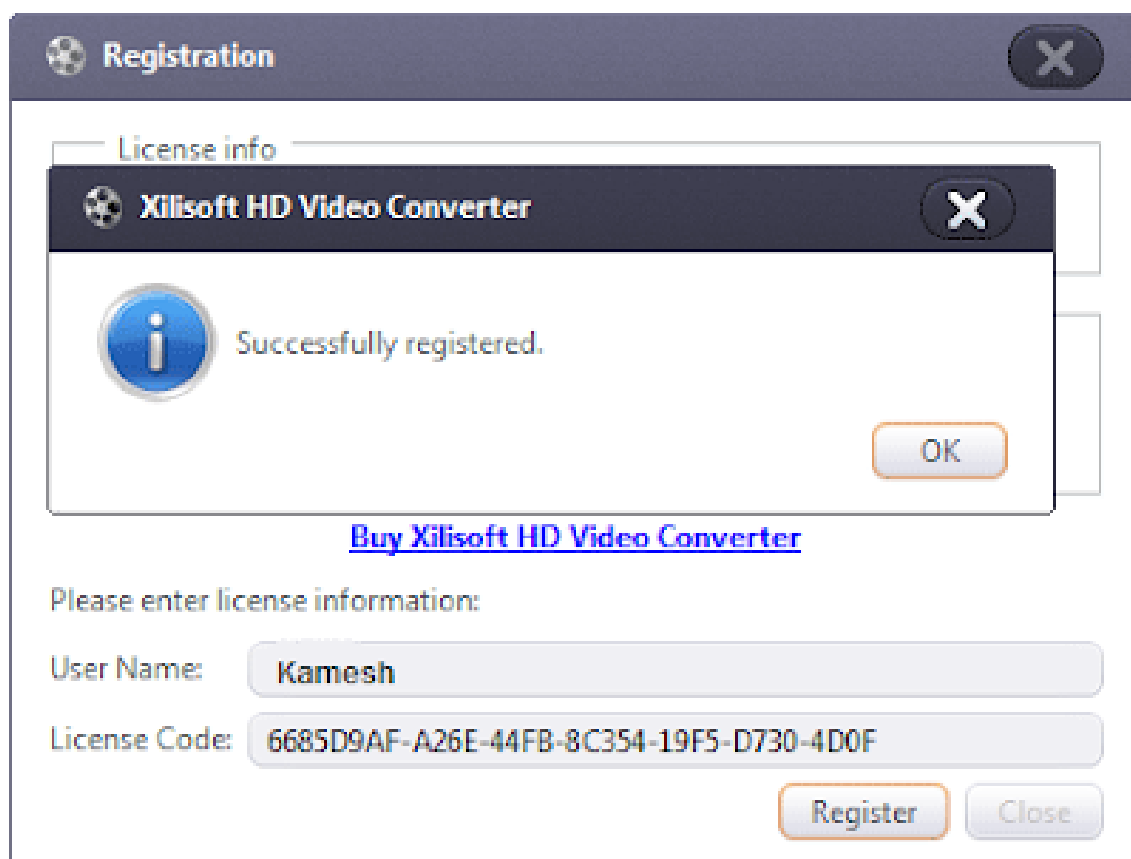 Registration
License info
Xilisoft HD Video Converter
Successfully registered.
OK
Buy Xilisoft HD Video Converter
Please enter license information:
User Name: Kamesh
License Code: 6685D9AF-A26E-44FB-8C354-19F5-D730-4D0F
Register Close